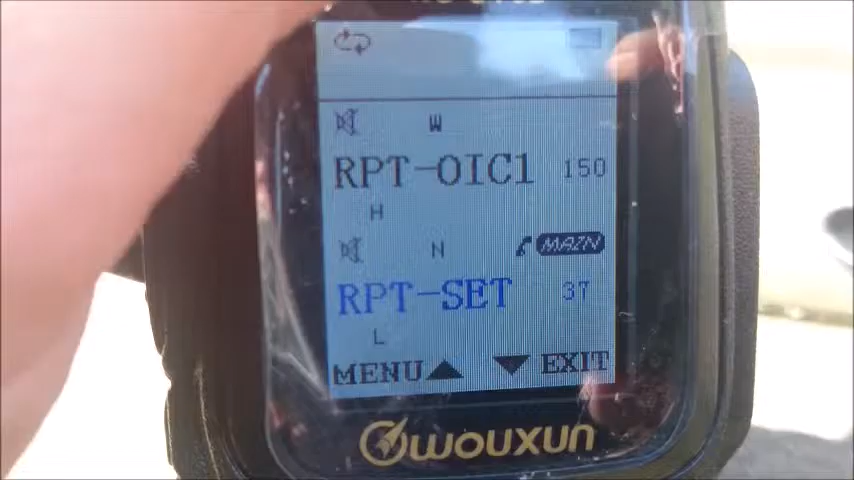 W
RPT-OIC1 150
H
N MAIN
RPT-SET 37
L
MENU EXIT
WOUXUN